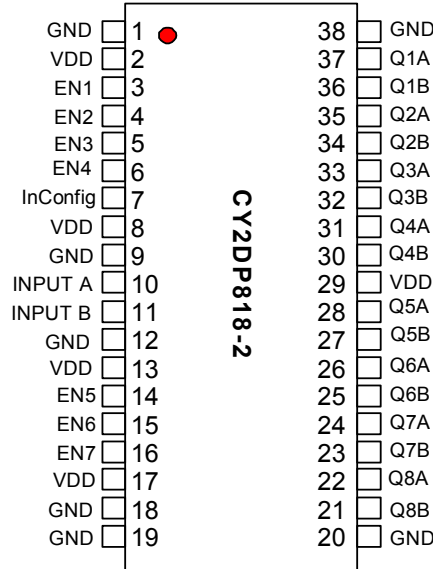 GND 1 38 GND
VDD 2 37 Q1A
EN1 3 36 Q1B
EN2 4 35 Q2A
EN3 5 34 Q2B
EN4 6 33 Q3A
InConfig 7 32 Q3B
VDD 8 31 Q4A
GND 9 30 Q4B
INPUT A 10 29 VDD
INPUT B 11 28 Q5A
GND 12 27 Q5B
VDD 13 26 Q6A
EN5 14 25 Q6B
EN6 15 24 Q7A
EN7 16 23 Q7B
VDD 17 22 Q8A
GND 18 21 Q8B
GND 19 20 GND
CY2DP818-2